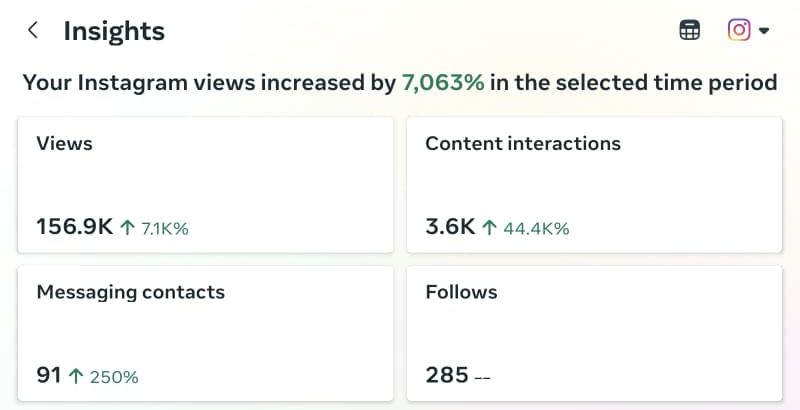 Insights
Your Instagram views increased by 7,063% in the selected time period
Views
Content interactions
156.9K ↑ 7.1K%
3.6K ↑ 44.4K%
Messaging contacts
Follows
91 ↑ 250%
285 --